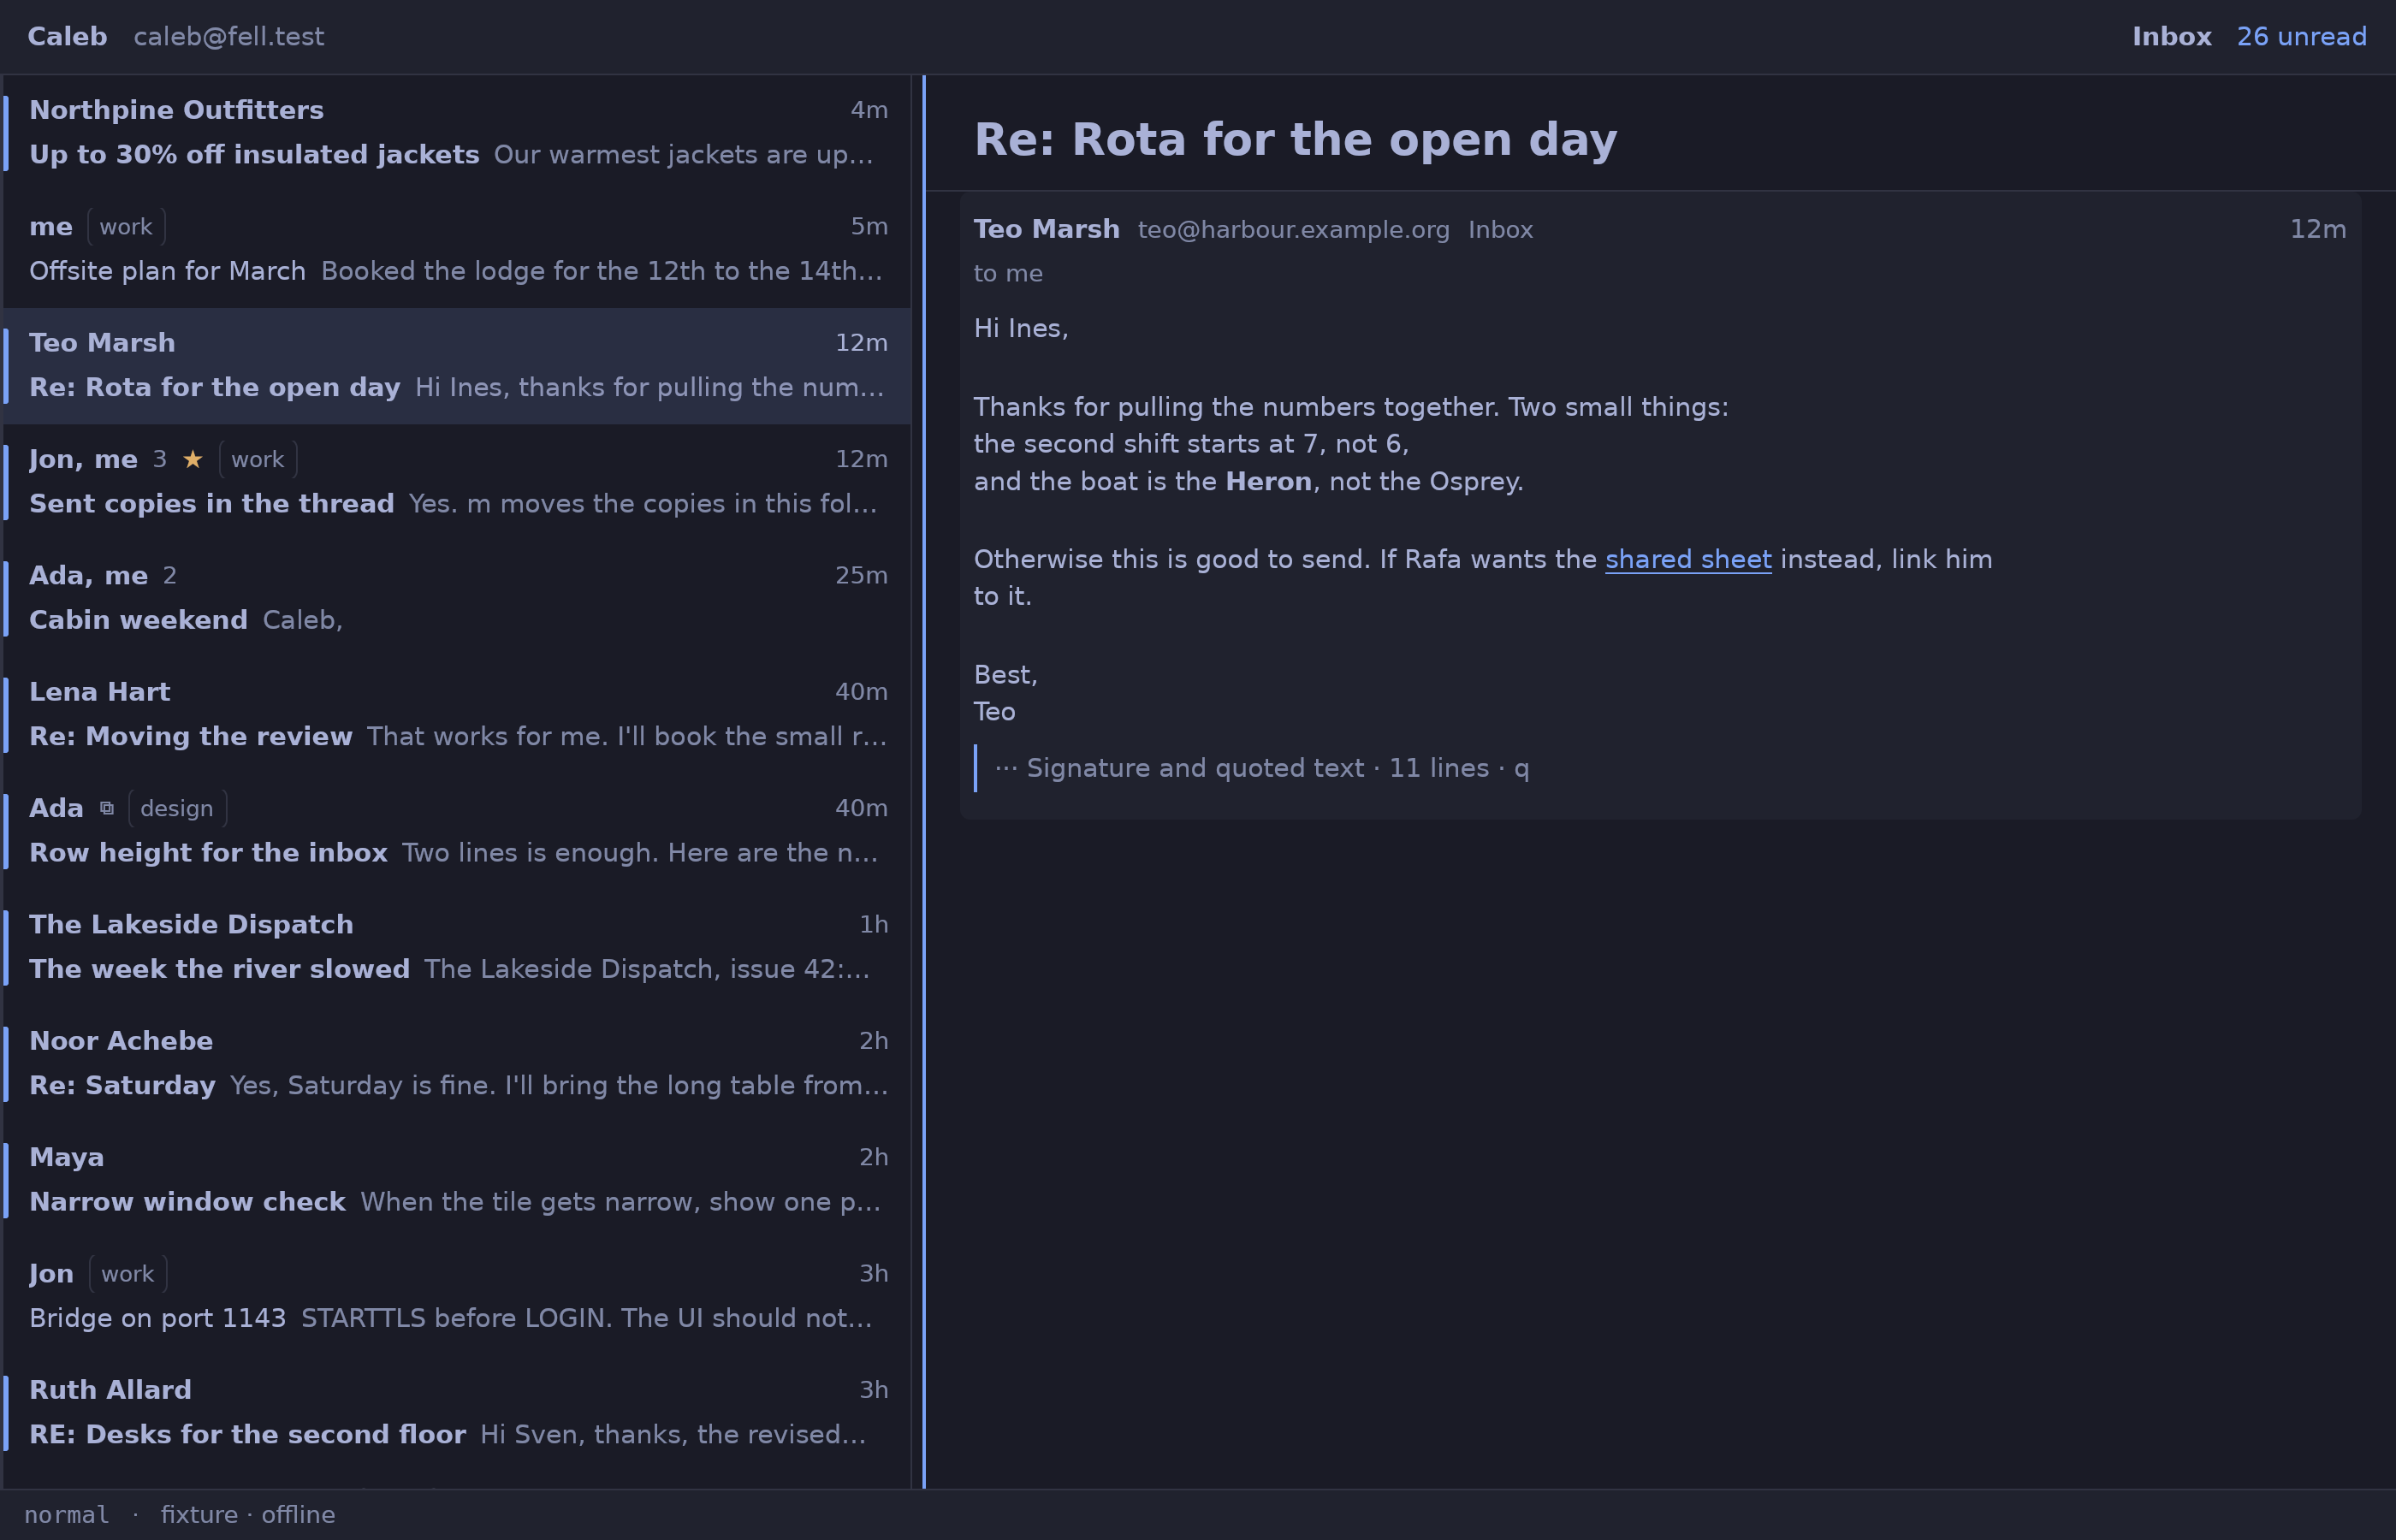 Caleb caleb@fell.test
Inbox 26 unread
Northpine Outfitters 4m
Up to 30% off insulated jackets Our warmest jackets are up…
me work 5m
Offsite plan for March Booked the lodge for the 12th to the 14th…
Teo Marsh 12m
Re: Rota for the open day Hi Ines, thanks for pulling the num…
Jon, me 3 ★ work 12m
Sent copies in the thread Yes. m moves the copies in this fol…
Ada, me 2 25m
Cabin weekend Caleb,
Lena Hart 40m
Re: Moving the review That works for me. I'll book the small r…
Ada design 40m
Row height for the inbox Two lines is enough. Here are the n…
The Lakeside Dispatch 1h
The week the river slowed The Lakeside Dispatch, issue 42:…
Noor Achebe 2h
Re: Saturday Yes, Saturday is fine. I'll bring the long table from…
Maya 2h
Narrow window check When the tile gets narrow, show one p…
Jon work 3h
Bridge on port 1143 STARTTLS before LOGIN. The UI should not…
Ruth Allard 3h
RE: Desks for the second floor Hi Sven, thanks, the revised…
Re: Rota for the open day
Teo Marsh teo@harbour.example.org Inbox 12m
to me
Hi Ines,
Thanks for pulling the numbers together. Two small things:
the second shift starts at 7, not 6,
and the boat is the Heron, not the Osprey.
Otherwise this is good to send. If Rafa wants the shared sheet instead, link him
to it.
Best,
Teo
··· Signature and quoted text · 11 lines · q
normal · fixture · offline